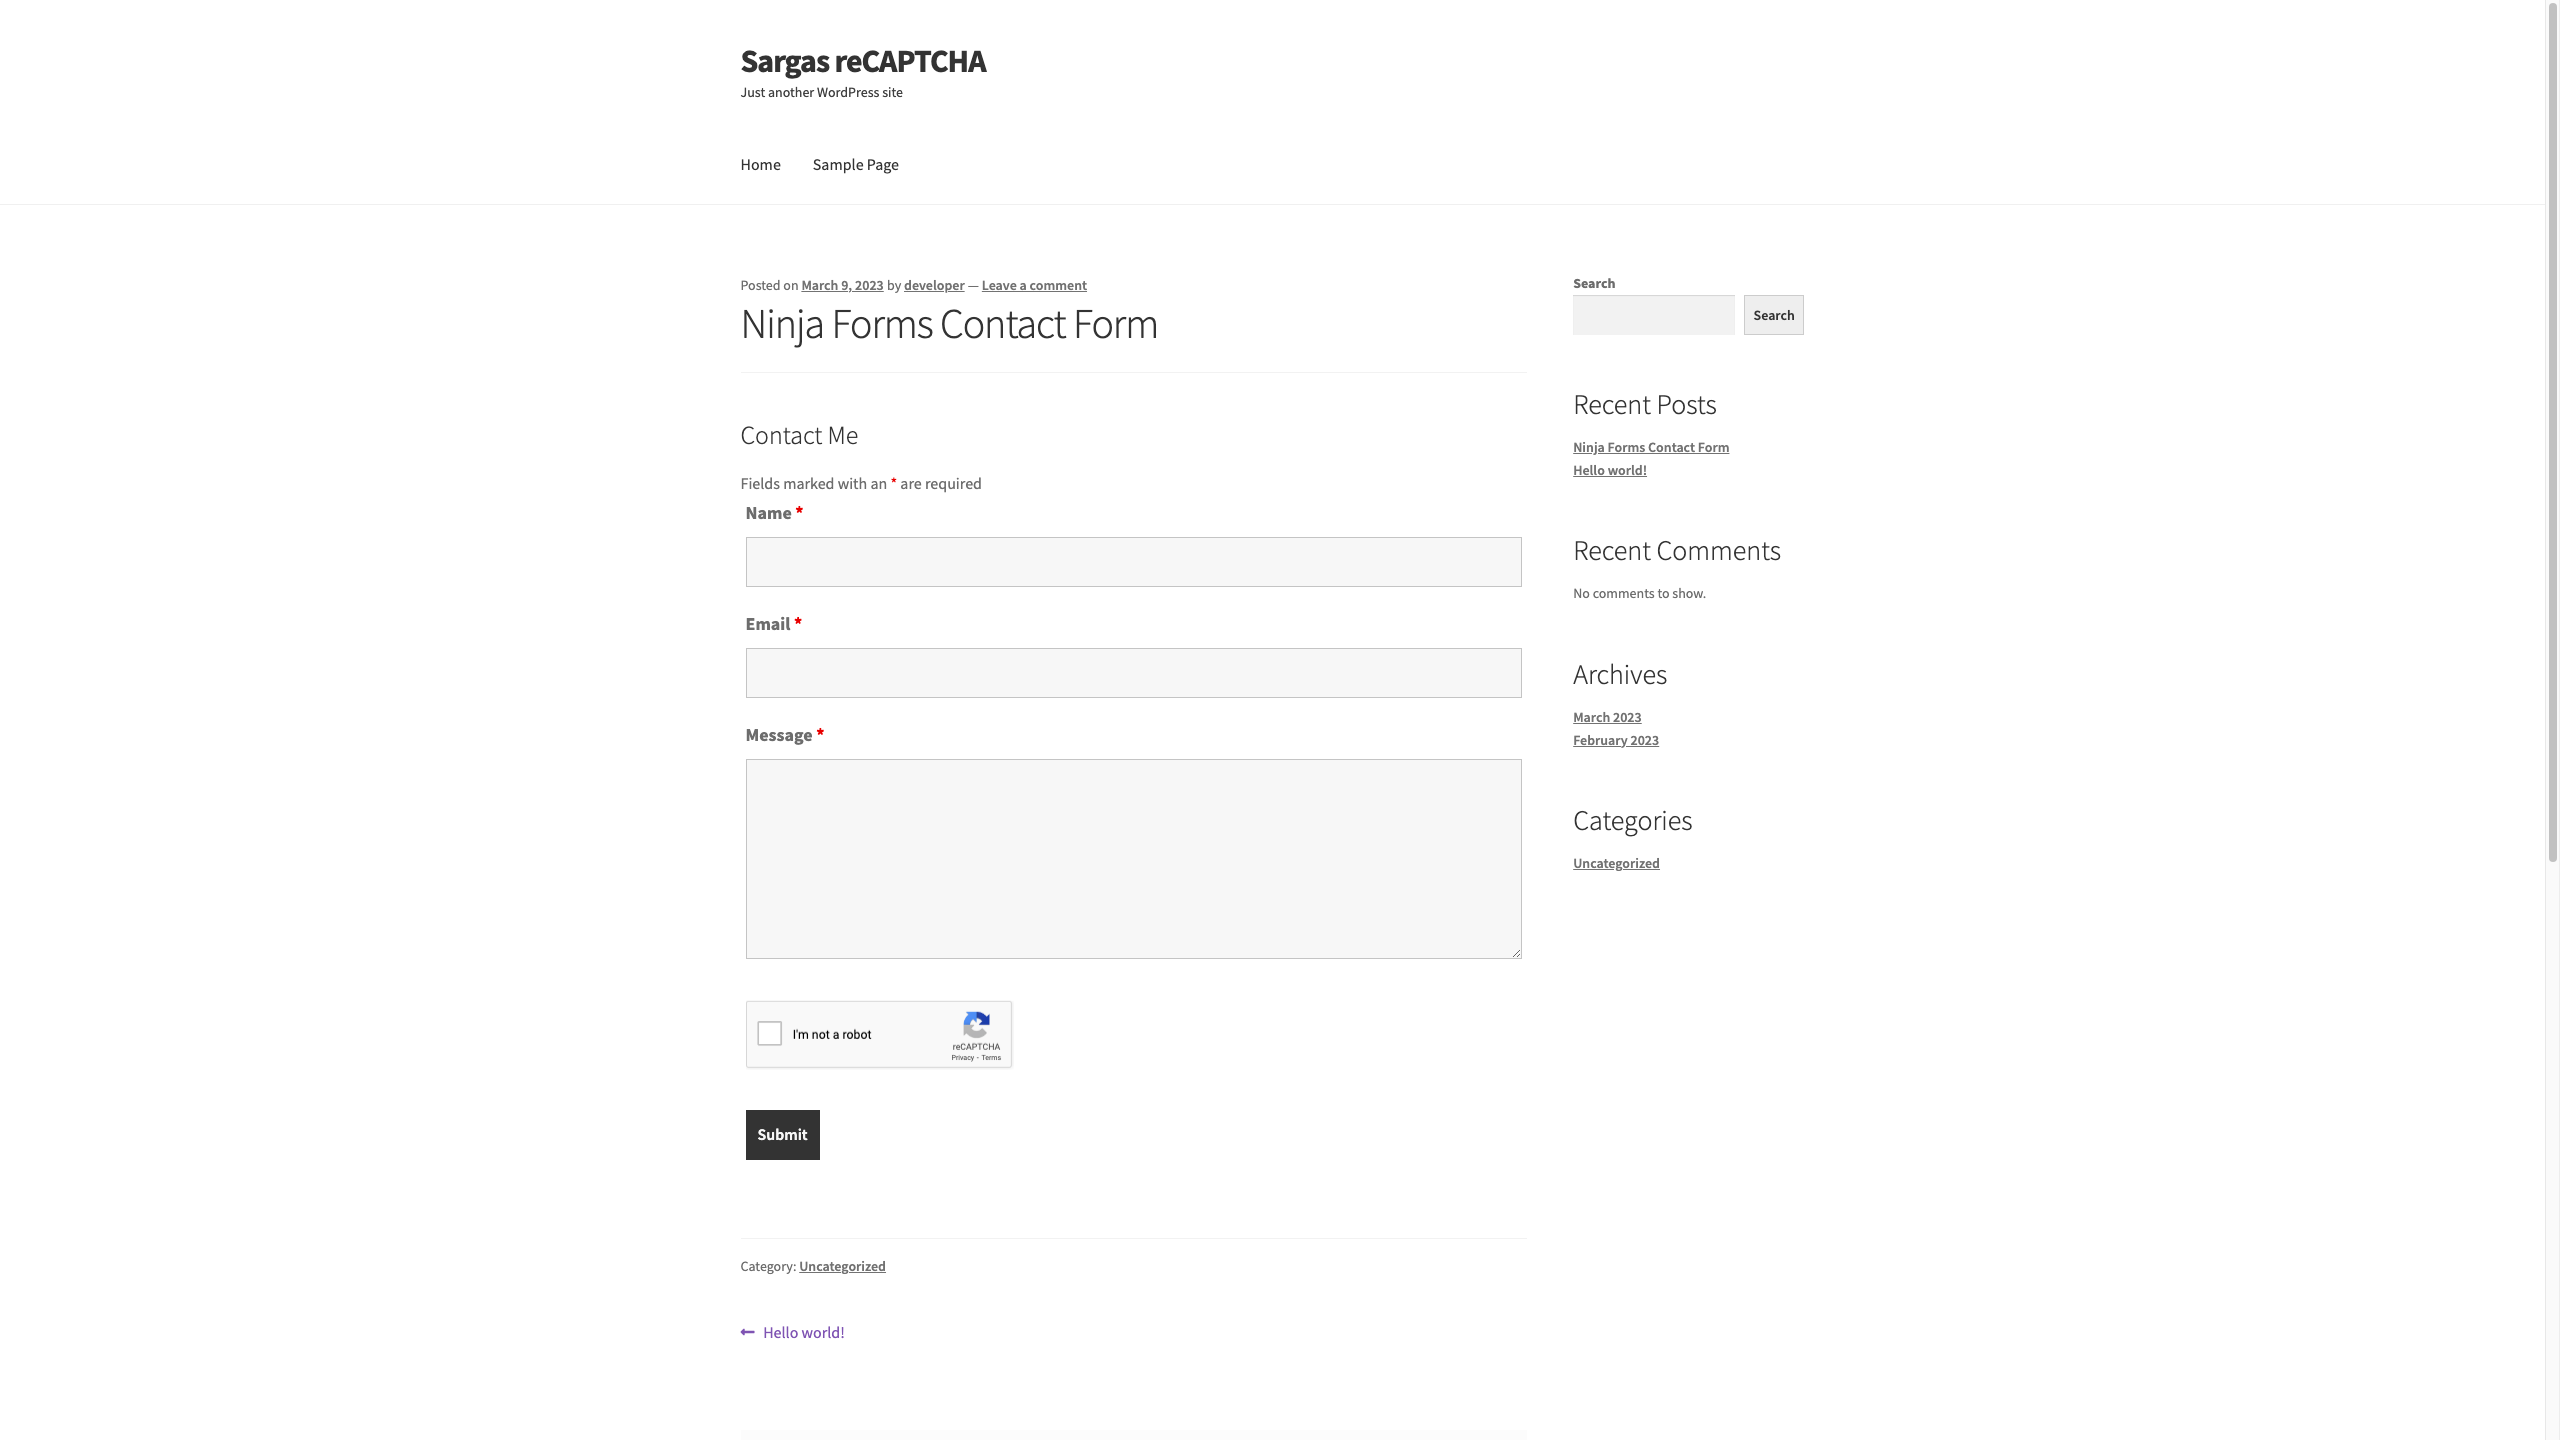 Sargas reCAPTCHA
Just another WordPress site
Home Sample Page
Posted on March 9, 2023 by developer — Leave a comment
Ninja Forms Contact Form
Contact Me
Fields marked with an * are required
Name *
Email *
Message *
I'm not a robot
reCAPTCHA
Privacy - Terms
Submit
Category: Uncategorized
← Hello world!
Search
Search
Recent Posts
Ninja Forms Contact Form
Hello world!
Recent Comments
No comments to show.
Archives
March 2023
February 2023
Categories
Uncategorized